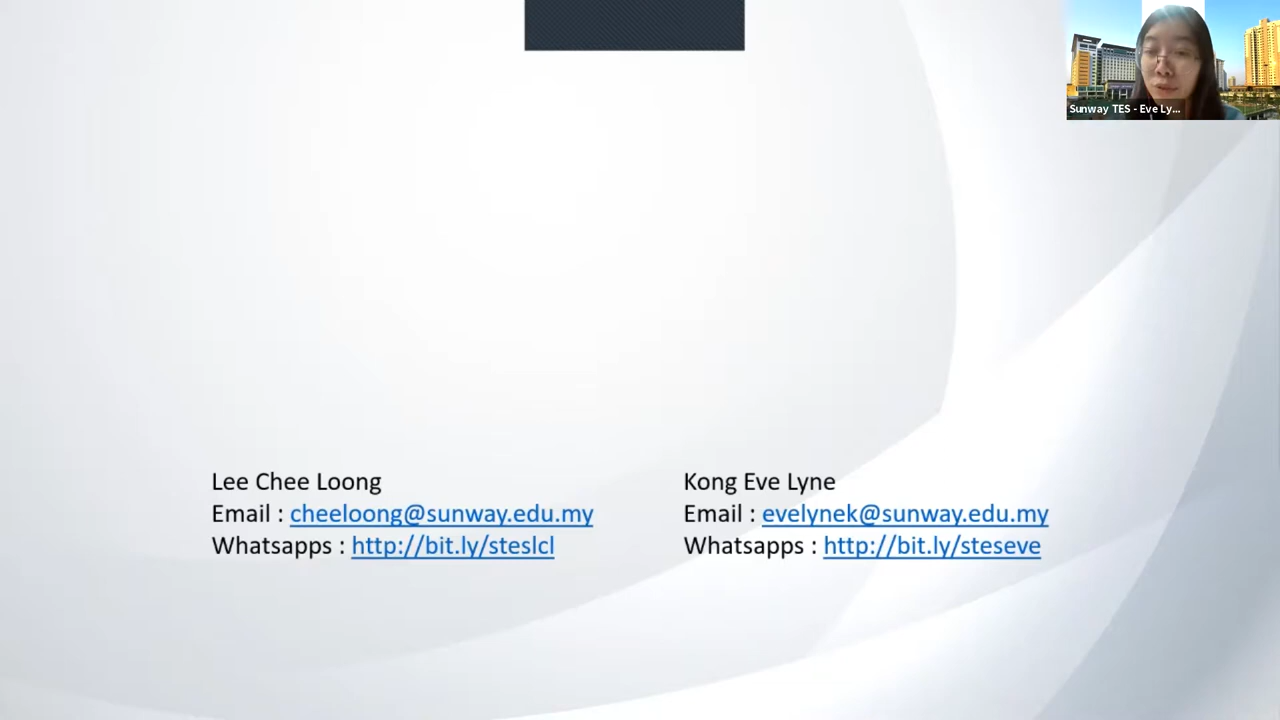 Sunway TES - Eve Ly...
Lee Chee Loong
Email : cheeloong@sunway.edu.my
Whatsapps : http://bit.ly/steslcl
Kong Eve Lyne
Email : evelynek@sunway.edu.my
Whatsapps : http://bit.ly/steseve